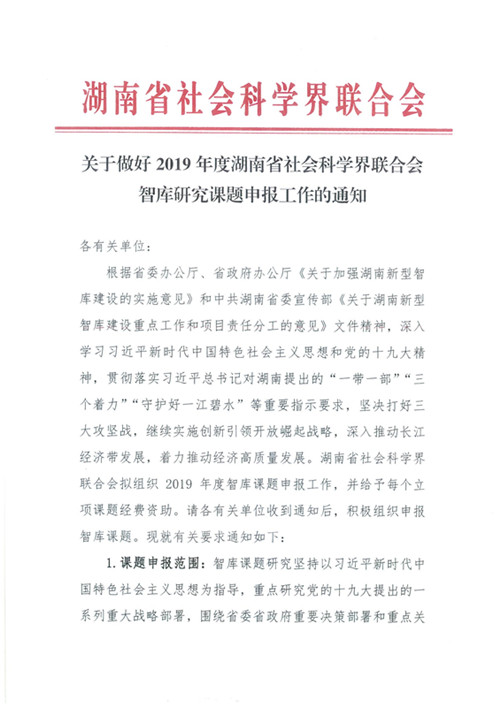 湖南省社会科学界联合会
关于做好 2019 年度湖南省社会科学界联合会
智库研究课题申报工作的通知
各有关单位：
根据省委办公厅、省政府办公厅《关于加强湖南新型智
库建设的实施意见》和中共湖南省委宣传部《关于湖南新型
智库建设重点工作和项目责任分工的意见》文件精神，深入
学习习近平新时代中国特色社会主义思想和党的十九大精
神，贯彻落实习近平总书记对湖南提出的“一带一部”“三
个着力”“守护好一江碧水”等重要指示要求，坚决打好三
大攻坚战，继续实施创新引领开放崛起战略，深入推动长江
经济带发展，着力推动经济高质量发展。湖南省社会科学界
联合会拟组织 2019 年度智库课题申报工作，并给予每个立
项课题经费资助。请各有关单位收到通知后，积极组织申报
智库课题。现就有关要求通知如下：
1.课题申报范围：智库课题研究坚持以习近平新时代中
国特色社会主义思想为指导，重点研究党的十九大提出的一
系列重大战略部署，围绕省委省政府重要决策部署和重点关